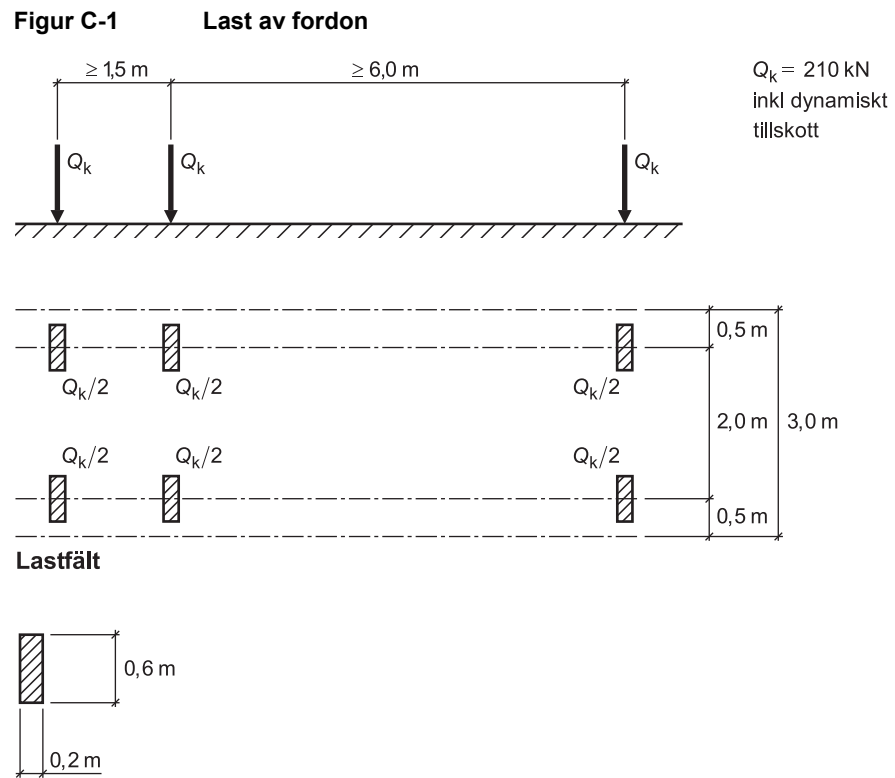 Figur C-1 Last av fordon
≥ 1,5 m ≥ 6,0 m
Qk = 210 kN
inkl dynamiskt
tillskott
Qk Qk Qk
0,5 m
Qk/2 Qk/2 Qk/2
2,0 m 3,0 m
Qk/2 Qk/2 Qk/2
0,5 m
Lastfält
0,6 m
0,2 m